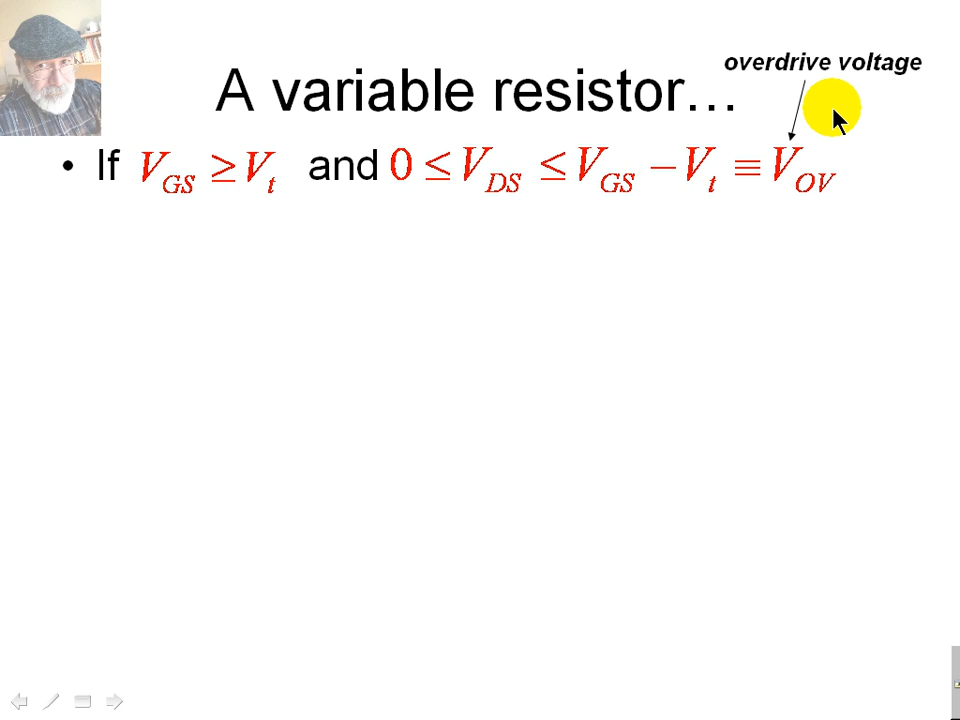 overdrive voltage
A variable resistor…
• If V_GS ≥ V_t and 0 ≤ V_DS ≤ V_GS − V_t ≡ V_OV